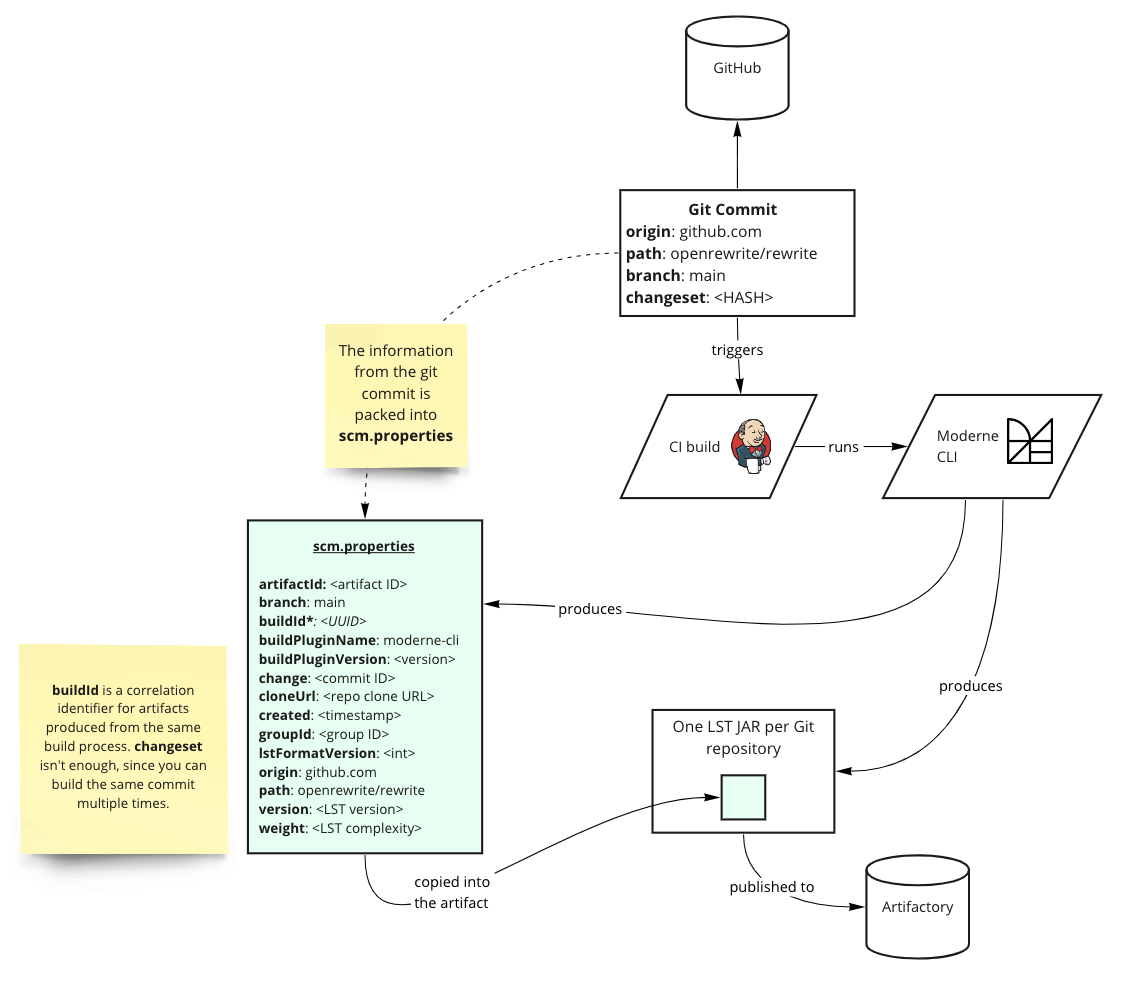 GitHub
Git Commit
origin: github.com
path: openrewrite/rewrite
branch: main
changeset: <HASH>
triggers
The information
from the git
commit is
packed into
scm.properties
CI build
runs
Moderne
CLI
scm.properties
artifactId: <artifact ID>
branch: main
buildId*: <UUID>
buildPluginName: moderne-cli
buildPluginVersion: <version>
change: <commit ID>
cloneUrl: <repo clone URL>
created: <timestamp>
groupId: <group ID>
lstFormatVersion: <int>
origin: github.com
path: openrewrite/rewrite
version: <LST version>
weight: <LST complexity>
produces
produces
buildId is a correlation
identifier for artifacts
produced from the same
build process. changeset
isn't enough, since you can
build the same commit
multiple times.
One LST JAR per Git
repository
copied into
the artifact
published to
Artifactory